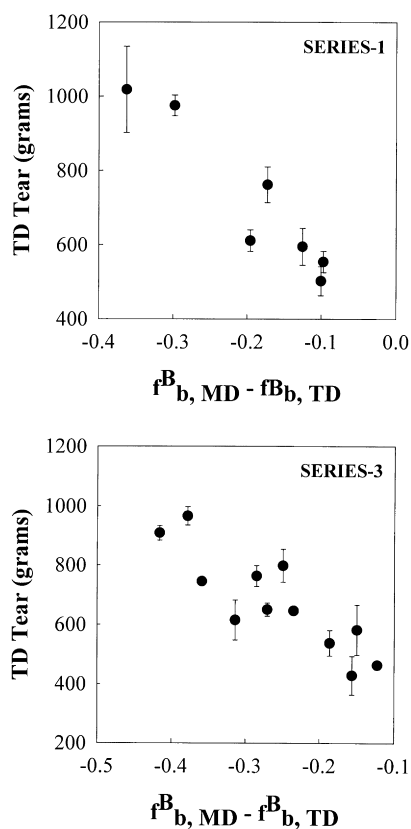 1200
SERIES-1
1000
TD Tear (grams)
800
600
400
-0.4 -0.3 -0.2 -0.1 0.0
fᴮb, MD - fBb, TD
1200
SERIES-3
1000
TD Tear (grams)
800
600
400
200
-0.5 -0.4 -0.3 -0.2 -0.1
fᴮb, MD - fᴮb, TD